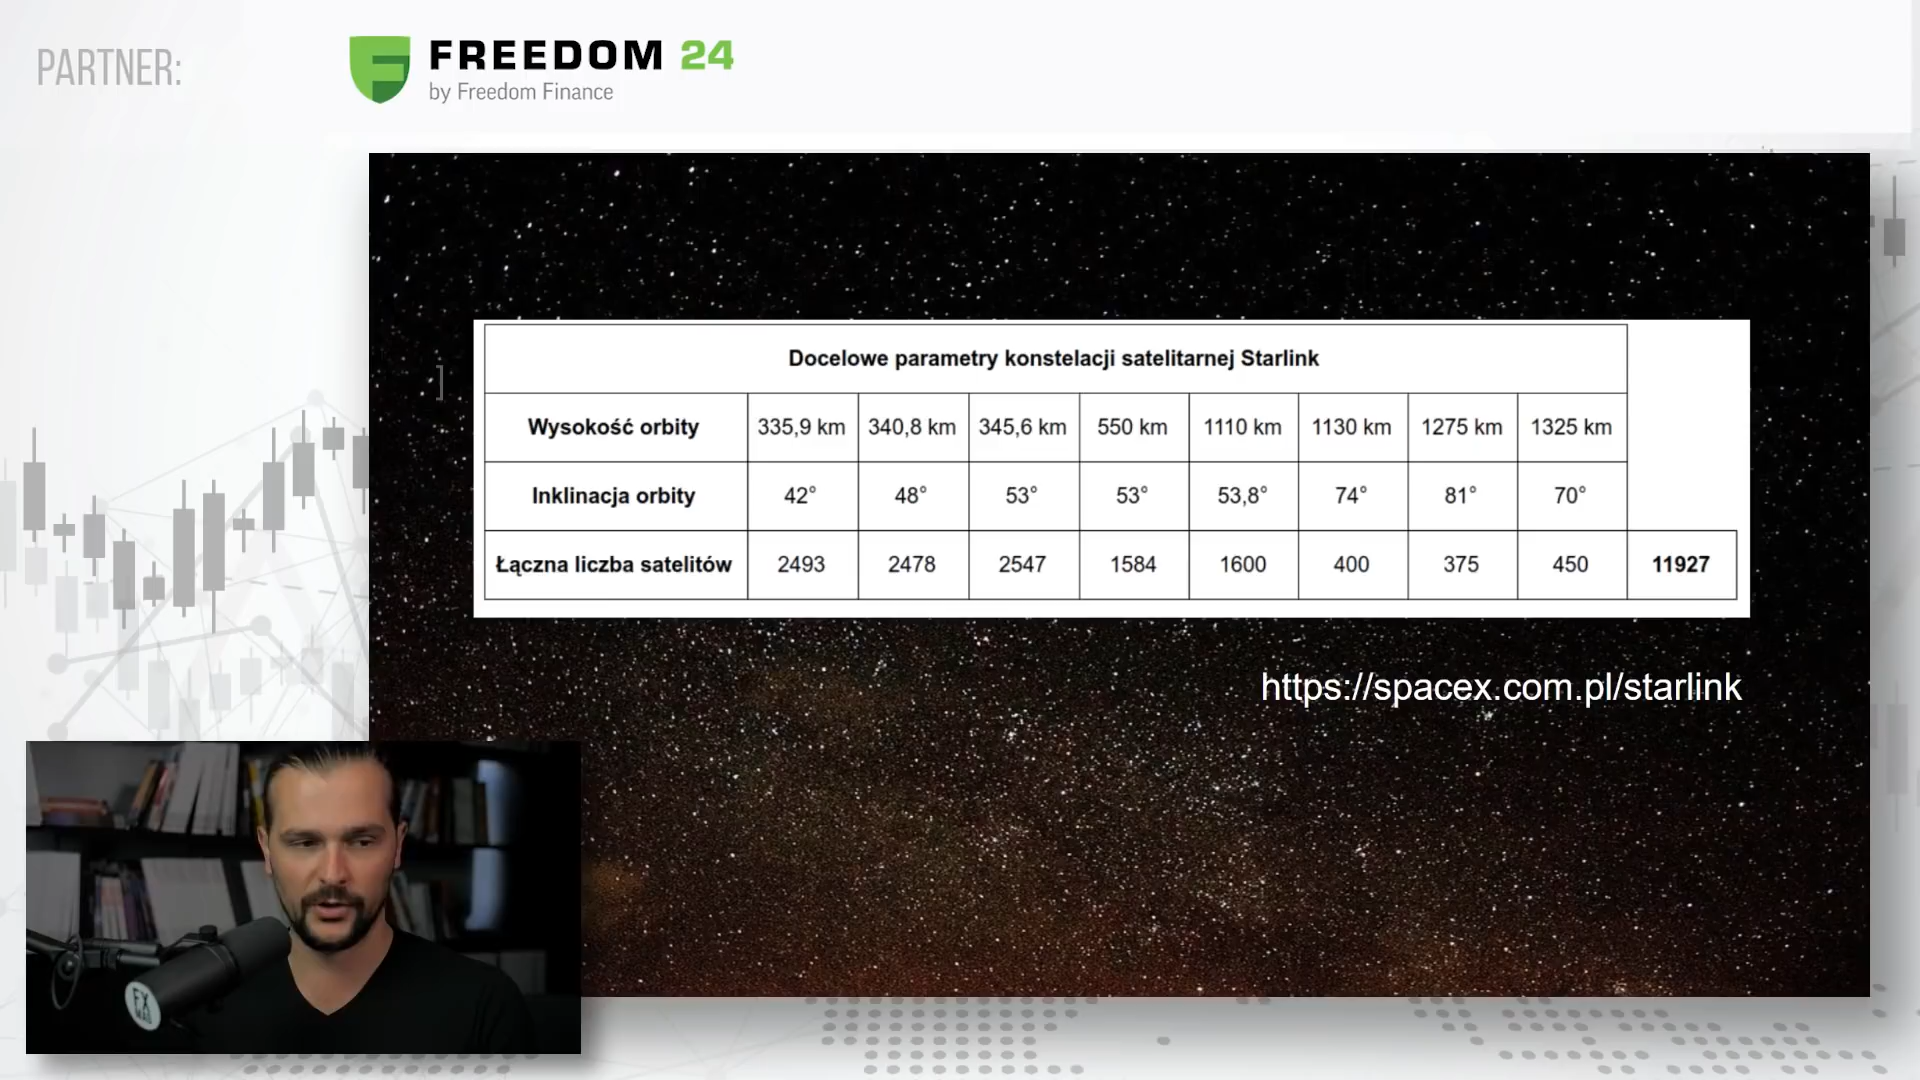 PARTNER:
FREEDOM 24
by Freedom Finance
Docelowe parametry konstelacji satelitarnej Starlink
Wysokość orbity 335,9 km 340,8 km 345,6 km 550 km 1110 km 1130 km 1275 km 1325 km
Inklinacja orbity 42° 48° 53° 53° 53,8° 74° 81° 70°
Łączna liczba satelitów 2493 2478 2547 1584 1600 400 375 450 11927
https://spacex.com.pl/starlink
FX
MAG